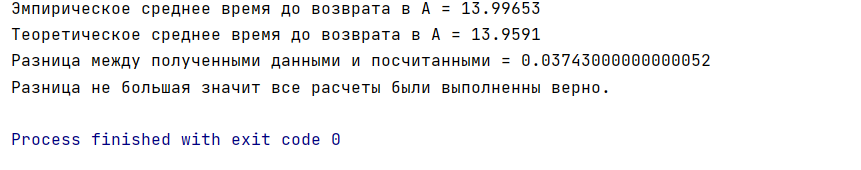 Эмпирическое среднее время до возврата в A = 13.99653
Теоретическое среднее время до возврата в A = 13.9591
Разница между полученными данными и посчитанными = 0.03743000000000052
Разница не большая значит все расчеты были выполненны верно.
Process finished with exit code 0